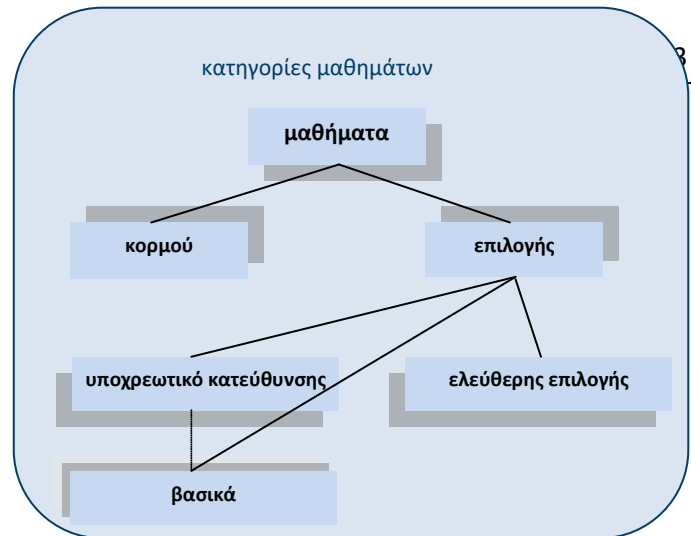 κατηγορίες μαθημάτων
μαθήματα
κορμού
επιλογής
υποχρεωτικό κατεύθυνσης
ελεύθερης επιλογής
βασικά